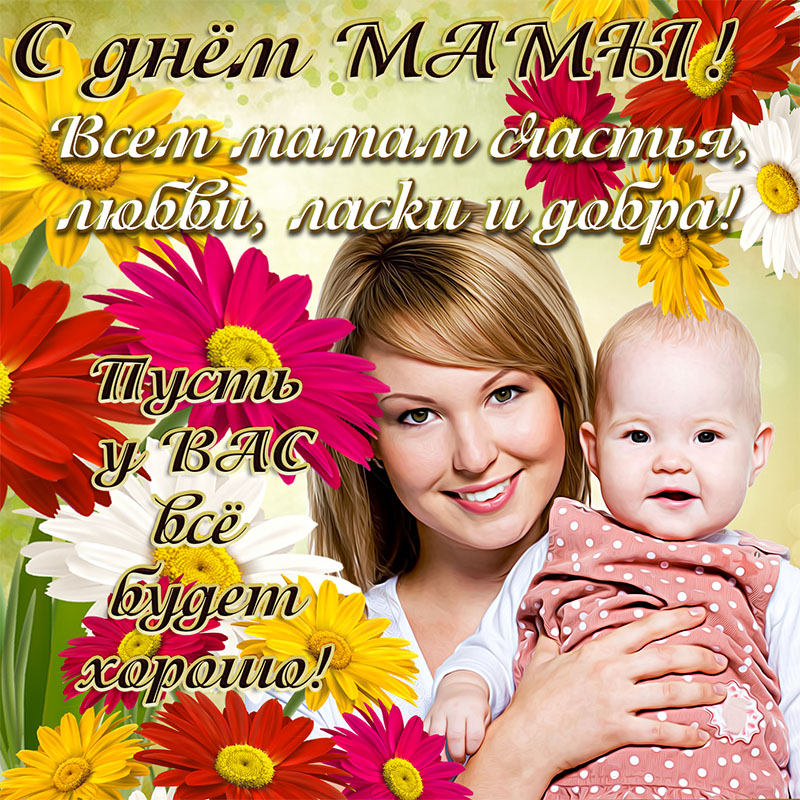 С днём МАМЫ!
Всем мамам счастья,
любви, ласки и добра!
Пусть
у ВАС
всё
будет
хорошо!